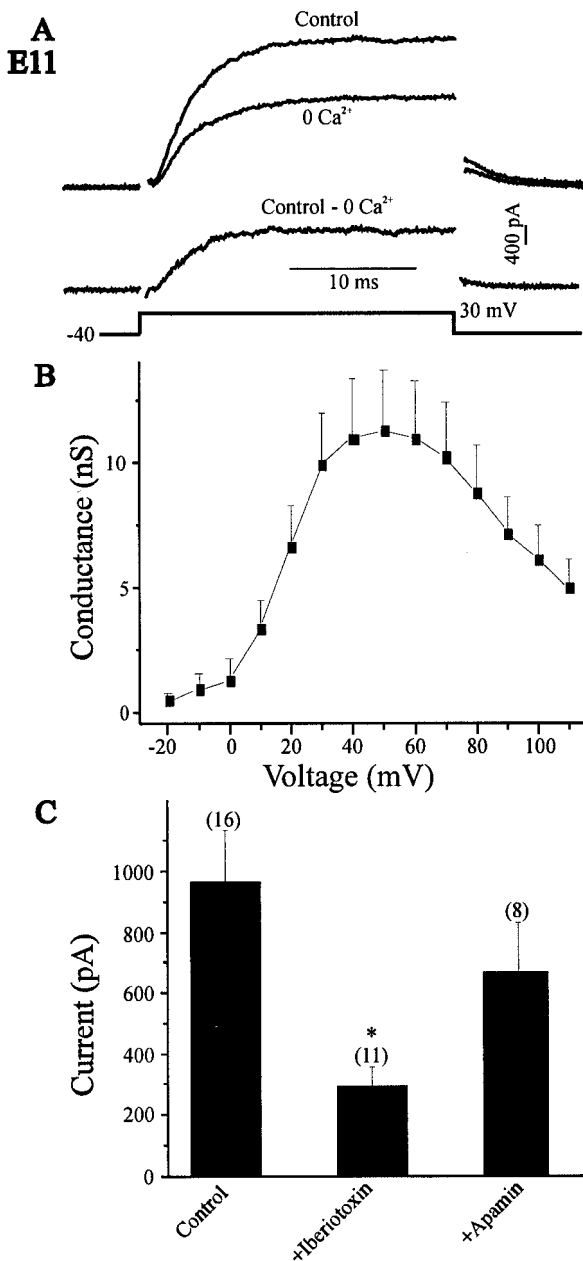 A
E11
Control
0 Ca²⁺
Control - 0 Ca²⁺
400 pA
10 ms
30 mV
-40
B
Conductance (nS)
10
5
0
-20 0 20 40 60 80 100
Voltage (mV)
C
Current (pA)
1000
800
600
400
200
0
(16)
*
(11)
(8)
Control
+Iberiotoxin
+Apamin